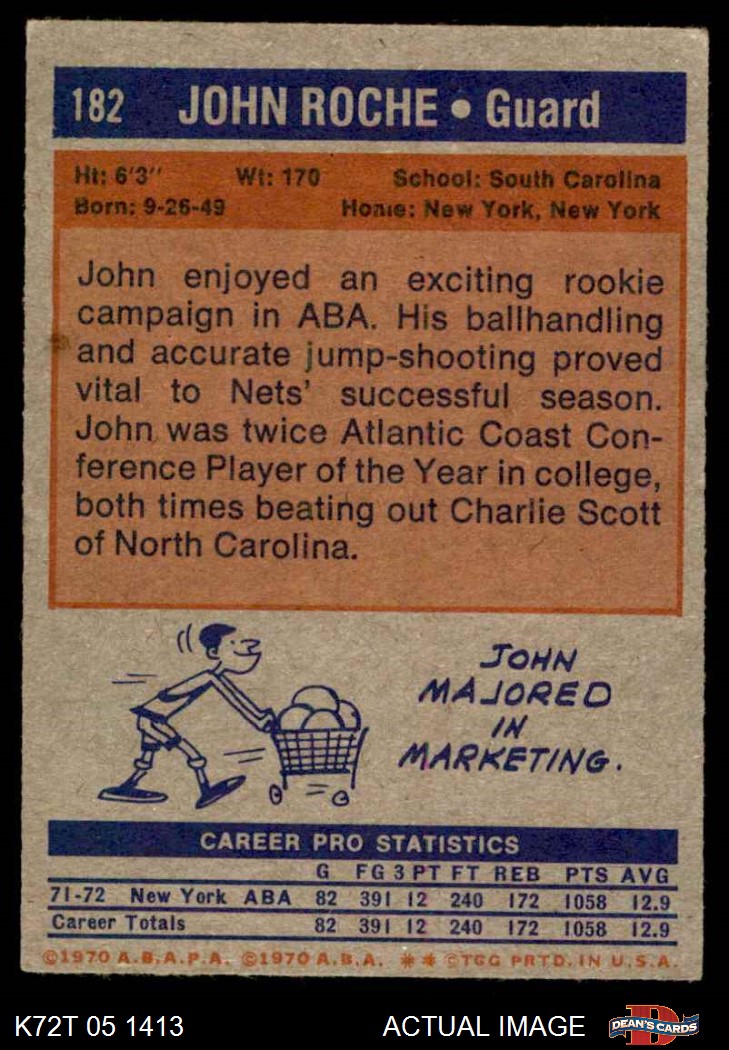 182 JOHN ROCHE • Guard
Ht: 6'3" Wt: 170 School: South Carolina
Born: 9-26-49 Home: New York, New York
John enjoyed an exciting rookie
campaign in ABA. His ballhandling
and accurate jump-shooting proved
vital to Nets' successful season.
John was twice Atlantic Coast Con-
ference Player of the Year in college,
both times beating out Charlie Scott
of North Carolina.
JOHN
MAJORED
IN
MARKETING.
CAREER PRO STATISTICS
G FG 3 PT FT REB PTS AVG
71-72 New York ABA 82 391 12 240 172 1058 12.9
Career Totals 82 391 12 240 172 1058 12.9
©1970 A.B.A.P.A. ©1970 A.B.A. ** ©TCG PRTD. IN U.S.A.
K72T 05 1413 ACTUAL IMAGE D DEAN'S CARDS